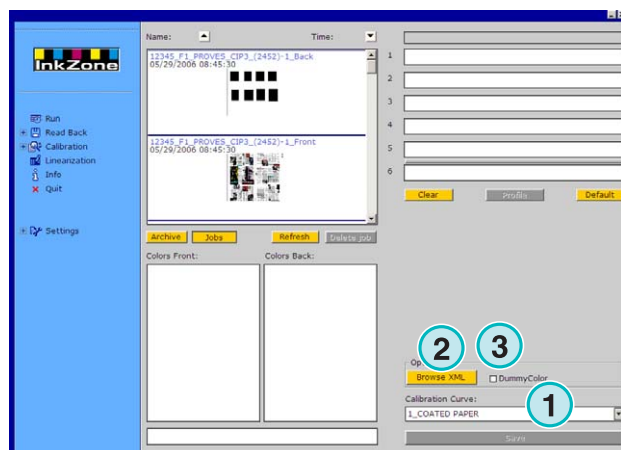 InkZone
Run
Read Back
Calibration
Linearization
Info
Quit
Settings
Name:
Time:
12345_F1_PROVES_CIP3_(2452)-1_Back
05/29/2006 08:45:30
12345_F1_PROVES_CIP3_(2452)-1_Front
05/29/2006 08:45:30
Archive
Jobs
Refresh
Delete job
Colors Front:
Colors Back:
1
2
3
4
5
6
Clear
Profils
Default
2
3
Op
Browse XML
DummyColor
Calibration Curve:
1
1_COATED PAPER
Save